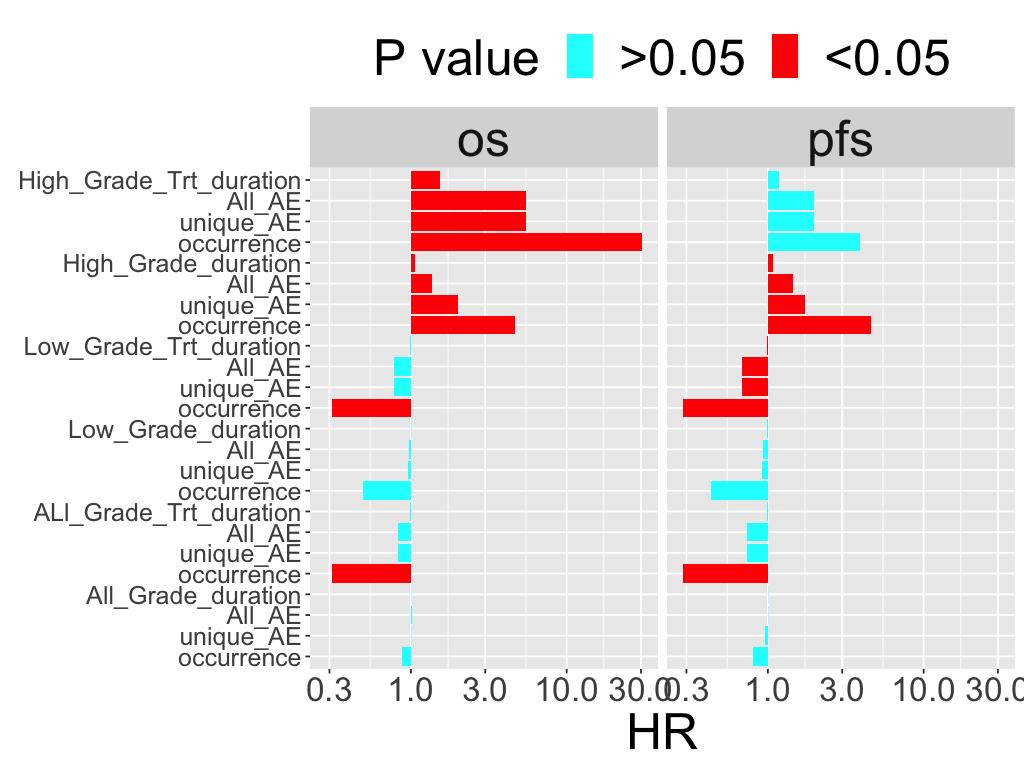 P value >0.05 <0.05
os pfs
High_Grade_Trt_duration
All_AE
unique_AE
occurrence
High_Grade_duration
All_AE
unique_AE
occurrence
Low_Grade_Trt_duration
All_AE
unique_AE
occurrence
Low_Grade_duration
All_AE
unique_AE
occurrence
ALl_Grade_Trt_duration
All_AE
unique_AE
occurrence
All_Grade_duration
All_AE
unique_AE
occurrence
0.3 1.0 3.0 10.0 30.0 0.3 1.0 3.0 10.0 30.0
HR